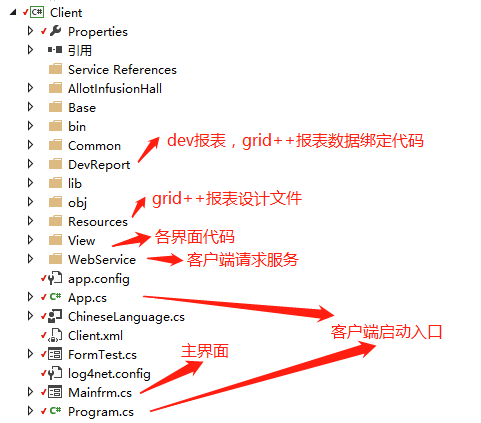 Client
Properties
引用
Service References
AllotInfusionHall
Base
bin
Common
dev报表，grid++报表数据绑定代码
DevReport
lib
obj
grid++报表设计文件
Resources
View
各界面代码
WebService
客户端请求服务
app.config
App.cs
ChineseLanguage.cs
Client.xml
客户端启动入口
FormTest.cs
主界面
log4net.config
Mainfrm.cs
Program.cs